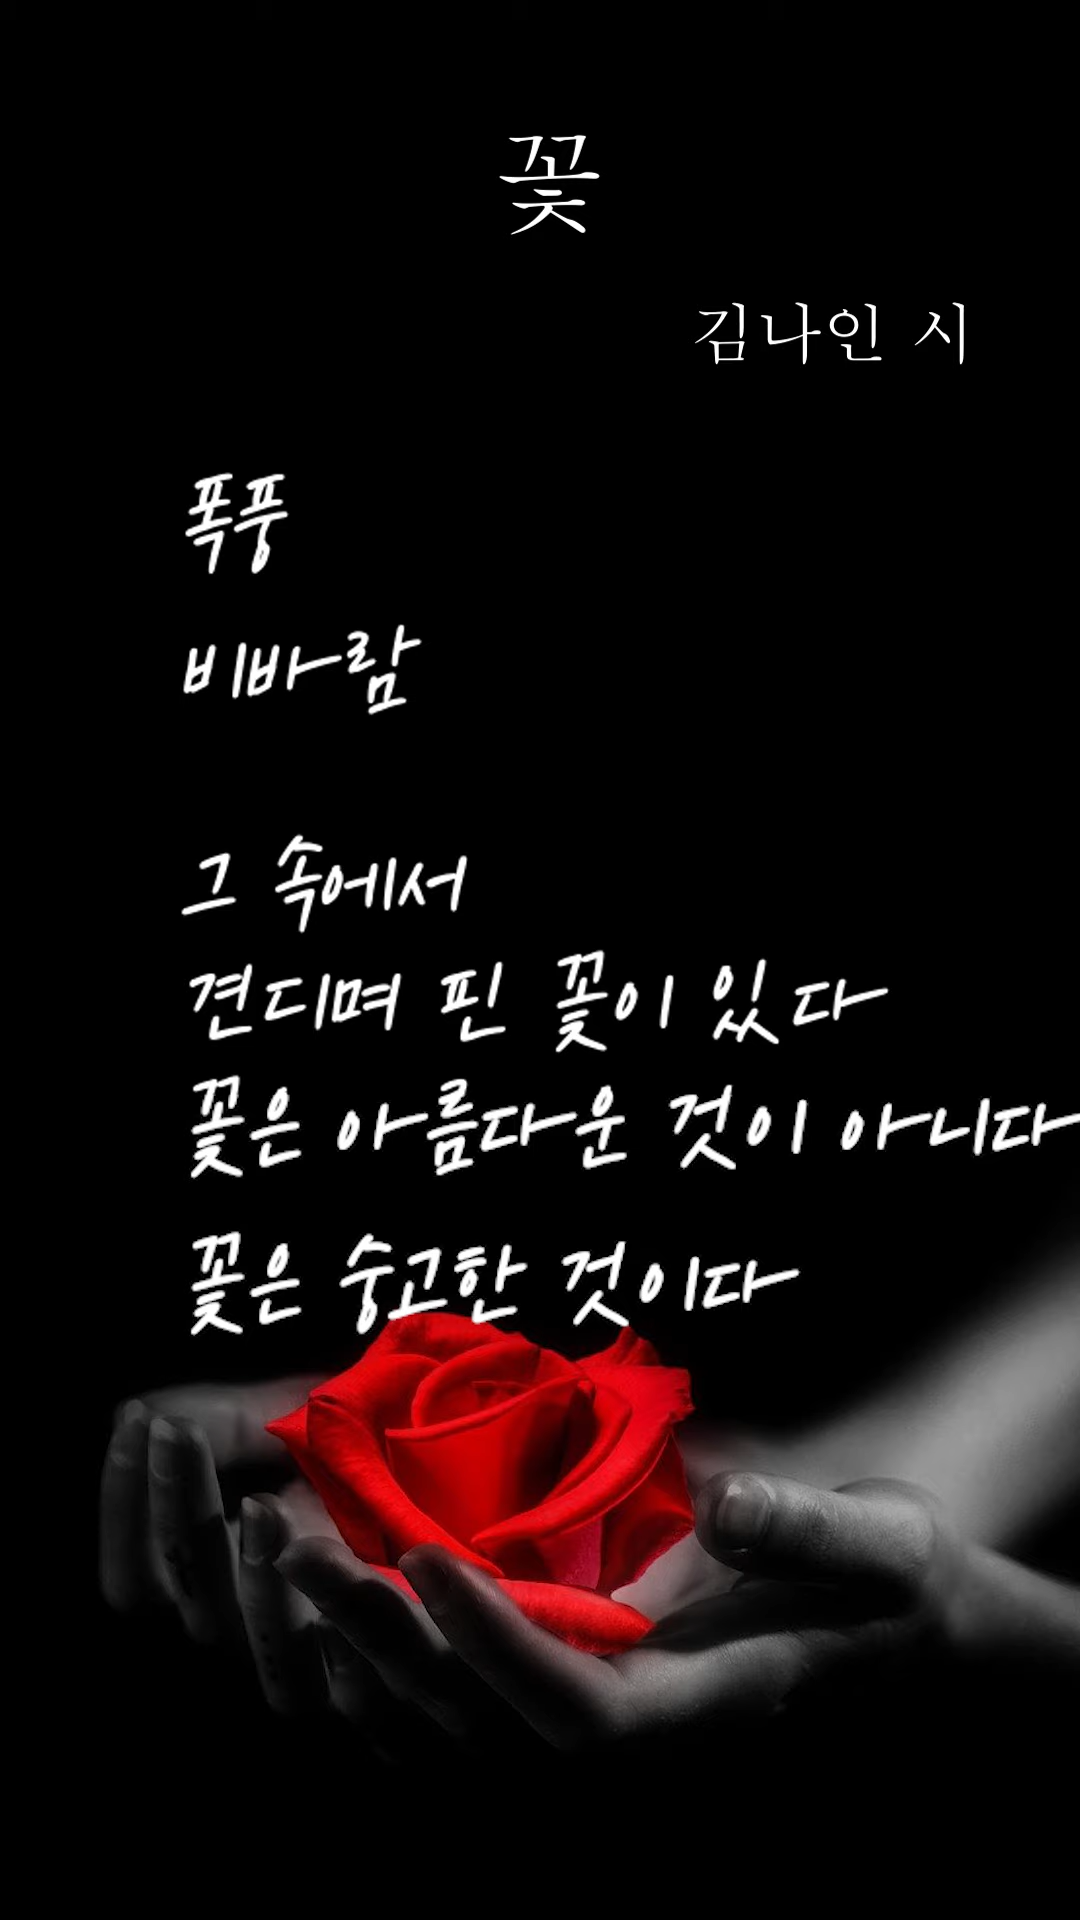 꽃
김나인 시
폭풍
비바람
그 속에서
견디며 핀 꽃이 있다
꽃은 아름다운 것이 아니다
꽃은 숭고한 것이다